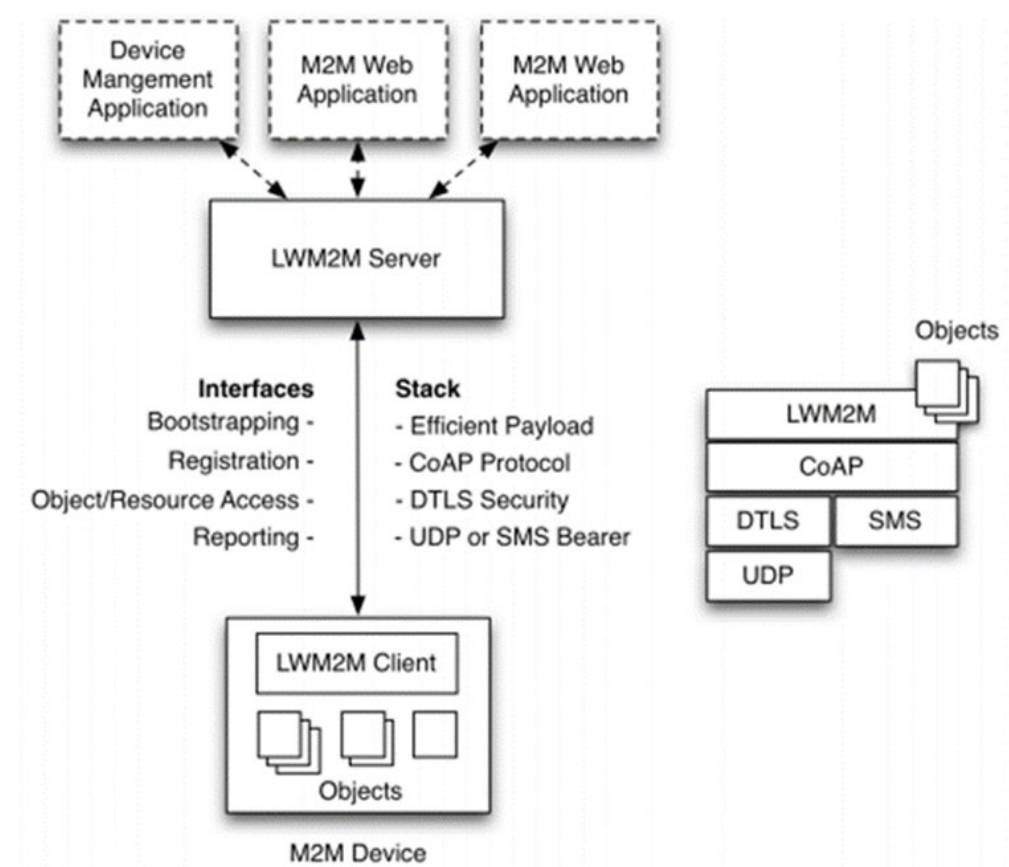 Device
Mangement
Application
M2M Web
Application
M2M Web
Application
LWM2M Server
Interfaces
Bootstrapping -
Registration -
Object/Resource Access -
Reporting -
Stack
- Efficient Payload
- CoAP Protocol
- DTLS Security
- UDP or SMS Bearer
LWM2M Client
Objects
M2M Device
Objects
LWM2M
CoAP
DTLS
SMS
UDP